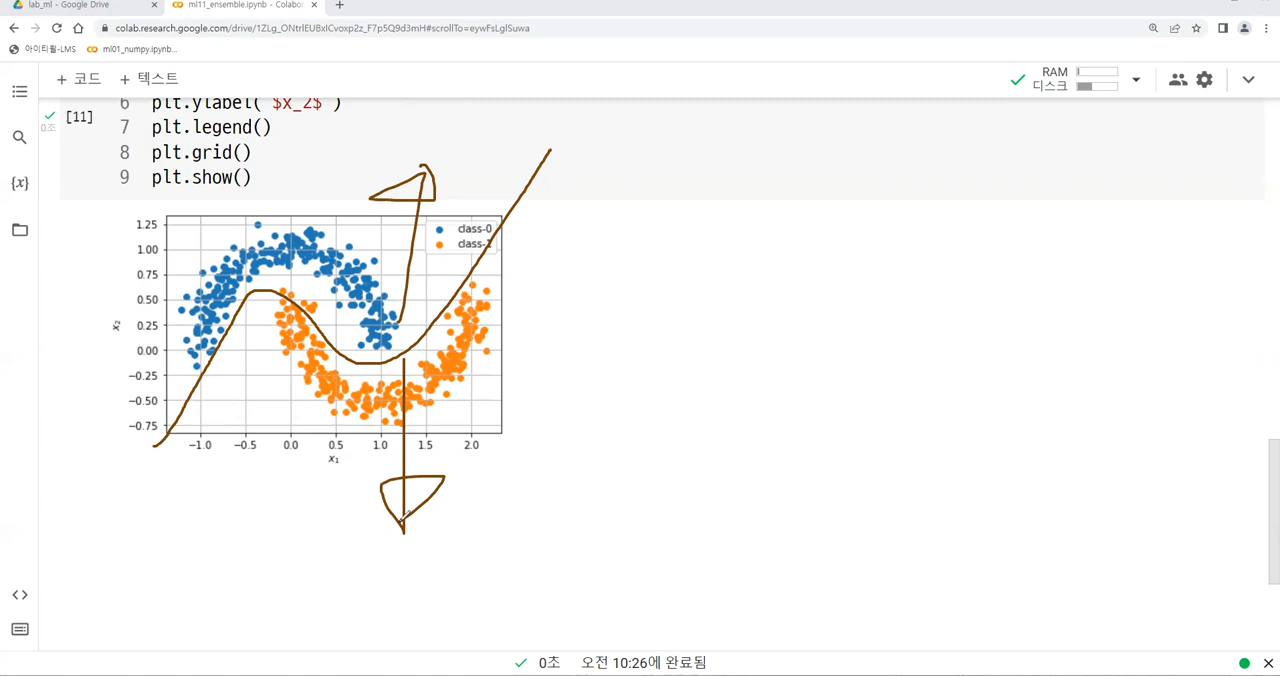 lab_ml - Google Drive
ml11_ensemble.ipynb - Colabor
colab.research.google.com/drive/1ZLg_ONtrlEUBxICvoxp2z_F7p5Q9d3mH#scrollTo=eywFsLglSuwa
아이티윌-LMS
ml01_numpy.ipynb...
+ 코드 + 텍스트
RAM
디스크
{x}
[11]
0초
6 plt.ylabel('$x_2$')
7 plt.legend()
8 plt.grid()
9 plt.show()
class-0
class-1
1.25
1.00
0.75
0.50
0.25
0.00
−0.25
−0.50
−0.75
x2
−1.0 −0.5 0.0 0.5 1.0 1.5 2.0
x1
0초 오전 10:26에 완료됨